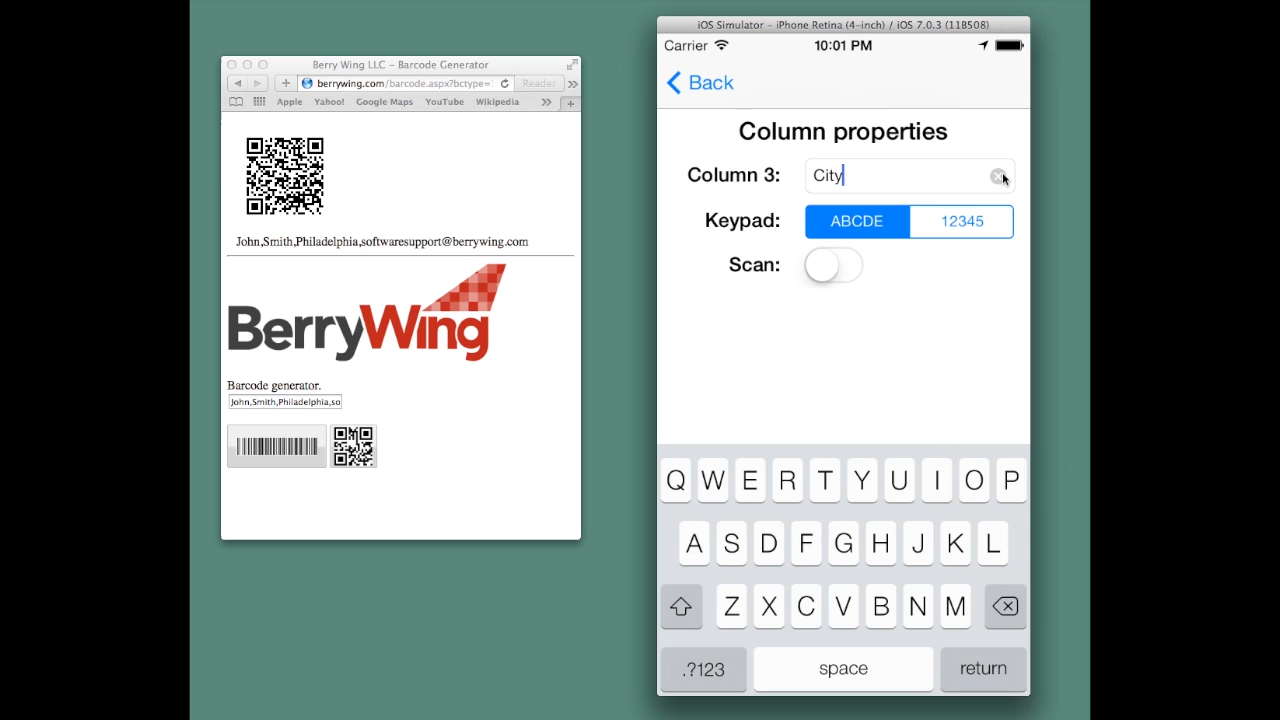 Berry Wing LLC – Barcode Generator
berrywing.com/barcode.aspx?bctype=
Reader
Apple Yahoo! Google Maps YouTube Wikipedia
John,Smith,Philadelphia,softwaresupport@berrywing.com
BerryWing
Barcode generator.
John,Smith,Philadelphia,so
iOS Simulator – iPhone Retina (4-inch) / iOS 7.0.3 (11B508)
Carrier 10:01 PM
Back
Column properties
Column 3: City
Keypad: ABCDE 12345
Scan:
Q W E R T Y U I O P
A S D F G H J K L
Z X C V B N M
.?123 space return